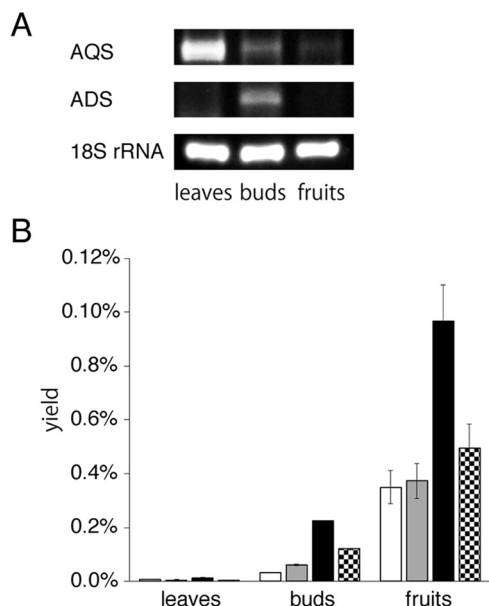 A
AQS
ADS
18S rRNA
leaves buds fruits
B
yield
0.12%
0.10%
0.8%
0.6%
0.4%
0.2%
0.0%
leaves buds fruits